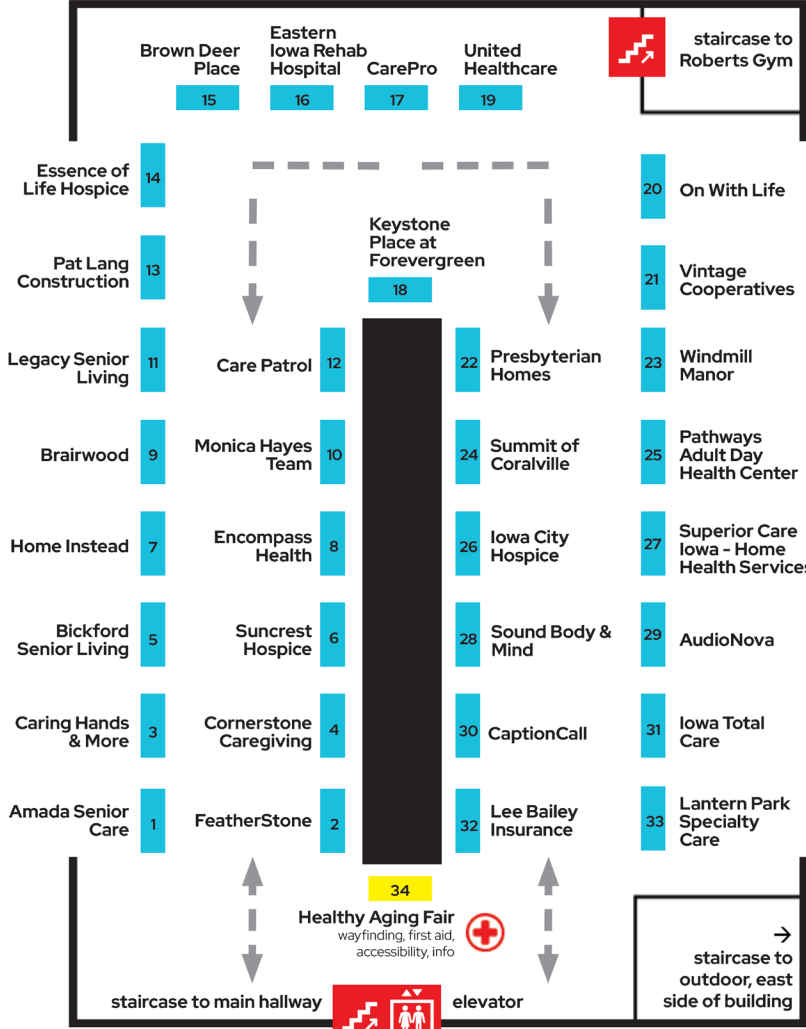 Brown Deer
Place
15
Eastern
Iowa Rehab
Hospital
16
CarePro
17
United
Healthcare
19
staircase to
Roberts Gym
Essence of
Life Hospice
14
20
On With Life
Keystone
Place at
Forevergreen
18
Pat Lang
Construction
13
21
Vintage
Cooperatives
Legacy Senior
Living
11
Care Patrol
12
22
Presbyterian
Homes
23
Windmill
Manor
Brairwood
9
Monica Hayes
Team
10
24
Summit of
Coralville
25
Pathways
Adult Day
Health Center
Home Instead
7
Encompass
Health
8
26
Iowa City
Hospice
27
Superior Care
Iowa - Home
Health Services
Bickford
Senior Living
5
Suncrest
Hospice
6
28
Sound Body &
Mind
29
AudioNova
Caring Hands
& More
3
Cornerstone
Caregiving
4
30
CaptionCall
31
Iowa Total
Care
Amada Senior
Care
1
FeatherStone
2
32
Lee Bailey
Insurance
33
Lantern Park
Specialty
Care
34
Healthy Aging Fair
wayfinding, first aid,
accessibility, info
→
staircase to
outdoor, east
side of building
staircase to main hallway
elevator